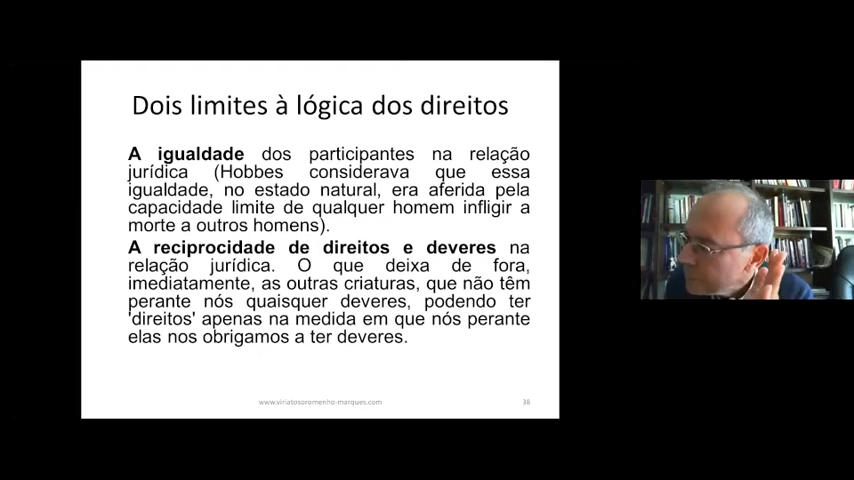 Dois limites à lógica dos direitos
A igualdade dos participantes na relação
jurídica (Hobbes considerava que essa
igualdade, no estado natural, era aferida pela
capacidade limite de qualquer homem infligir a
morte a outros homens).
A reciprocidade de direitos e deveres na
relação jurídica. O que deixa de fora,
imediatamente, as outras criaturas, que não têm
perante nós quaisquer deveres, podendo ter
'direitos' apenas na medida em que nós perante
elas nos obrigamos a ter deveres.
www.viriatosoromenho-marques.com
38